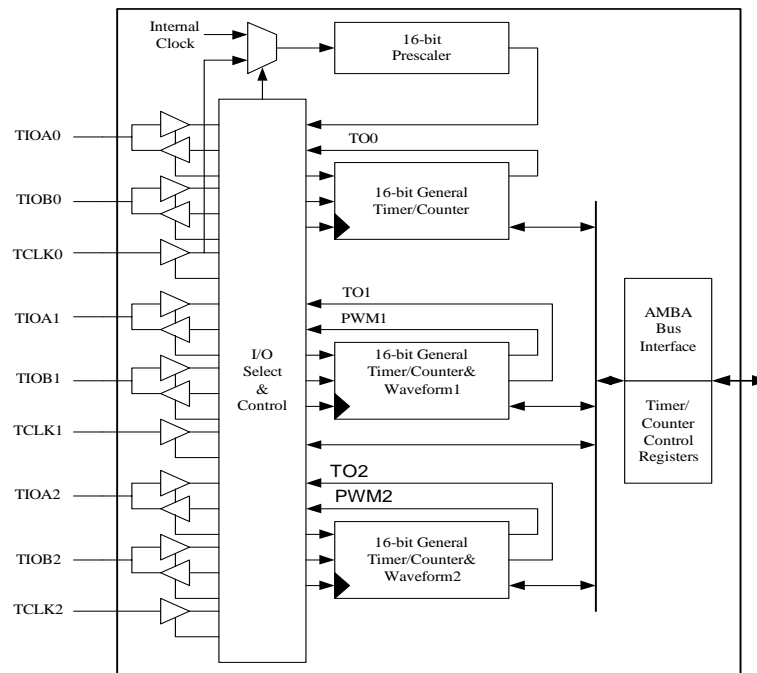 Internal
Clock
16-bit
Prescaler
TIOA0
TO0
TIOB0
16-bit General
Timer/Counter
TCLK0
TO1
TIOA1
PWM1
AMBA
Bus
Interface
I/O
Select
&
Control
16-bit General
Timer/Counter&
Waveform1
TIOB1
Timer/
Counter
Control
Registers
TCLK1
TO2
TIOA2
PWM2
16-bit General
Timer/Counter&
Waveform2
TIOB2
TCLK2